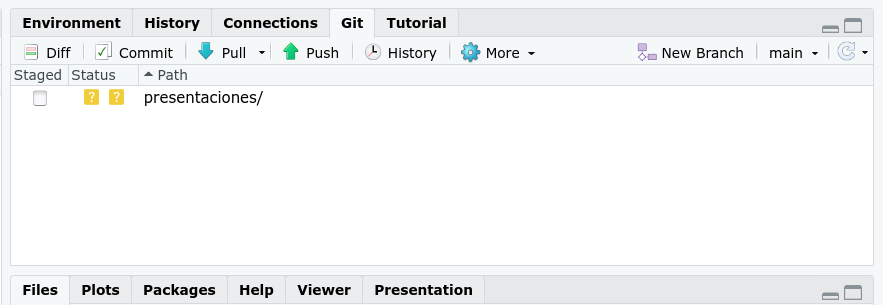 Environment History Connections Git Tutorial
Diff Commit Pull Push History More New Branch main
Staged Status Path
? ? presentaciones/
Files Plots Packages Help Viewer Presentation